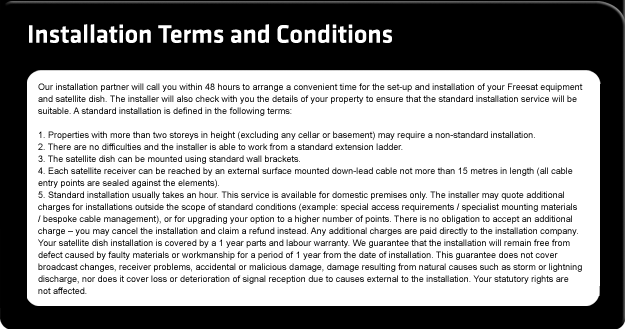 Installation Terms and Conditions
Our installation partner will call you within 48 hours to arrange a convenient time for the set-up and installation of your Freesat equipment
and satellite dish. The installer will also check with you the details of your property to ensure that the standard installation service will be
suitable. A standard installation is defined in the following terms:
1. Properties with more than two storeys in height (excluding any cellar or basement) may require a non-standard installation.
2. There are no difficulties and the installer is able to work from a standard extension ladder.
3. The satellite dish can be mounted using standard wall brackets.
4. Each satellite receiver can be reached by an external surface mounted down-lead cable not more than 15 metres in length (all cable
entry points are sealed against the elements).
5. Standard installation usually takes an hour. This service is available for domestic premises only. The installer may quote additional
charges for installations outside the scope of standard conditions (example: special access requirements / specialist mounting materials
/ bespoke cable management), or for upgrading your option to a higher number of points. There is no obligation to accept an additional
charge – you may cancel the installation and claim a refund instead. Any additional charges are paid directly to the installation company.
Your satellite dish installation is covered by a 1 year parts and labour warranty. We guarantee that the installation will remain free from
defect caused by faulty materials or workmanship for a period of 1 year from the date of installation. This guarantee does not cover
broadcast changes, receiver problems, accidental or malicious damage, damage resulting from natural causes such as storm or lightning
discharge, nor does it cover loss or deterioration of signal reception due to causes external to the installation. Your statutory rights are
not affected.